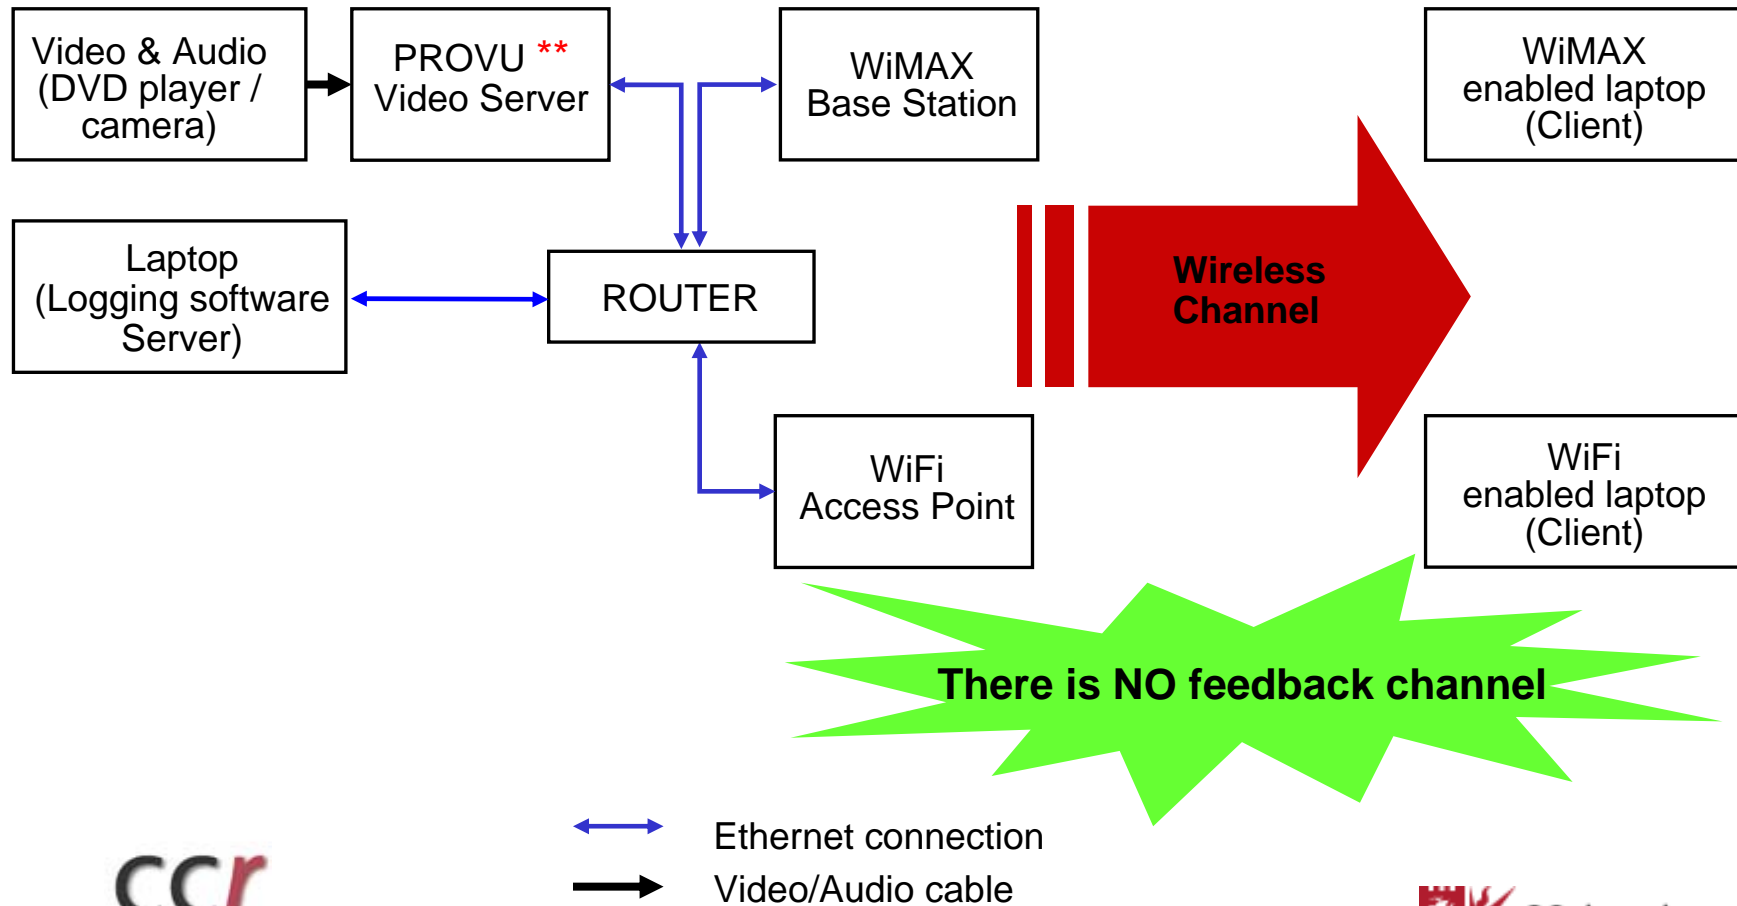 Video & Audio
(DVD player /
camera)
PROVU **
Video Server
WiMAX
Base Station
WiMAX
enabled laptop
(Client)
Laptop
(Logging software
Server)
ROUTER
Wireless
Channel
WiFi
Access Point
WiFi
enabled laptop
(Client)
There is NO feedback channel
Ethernet connection
Video/Audio cable
ccr